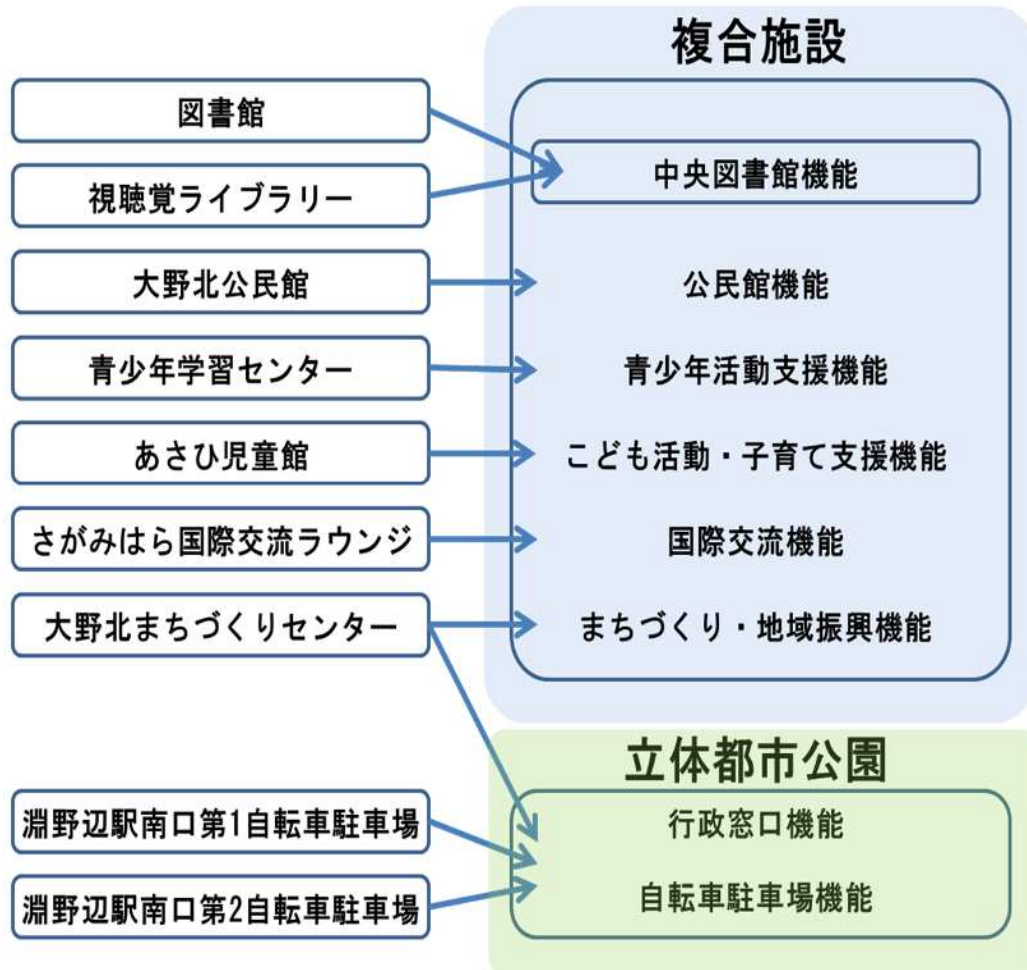 複合施設
図書館
視聴覚ライブラリー
中央図書館機能
大野北公民館
公民館機能
青少年学習センター
青少年活動支援機能
あさひ児童館
こども活動・子育て支援機能
さがみはら国際交流ラウンジ
国際交流機能
大野北まちづくりセンター
まちづくり・地域振興機能
立体都市公園
淵野辺駅南口第1自転車駐車場
行政窓口機能
淵野辺駅南口第2自転車駐車場
自転車駐車場機能